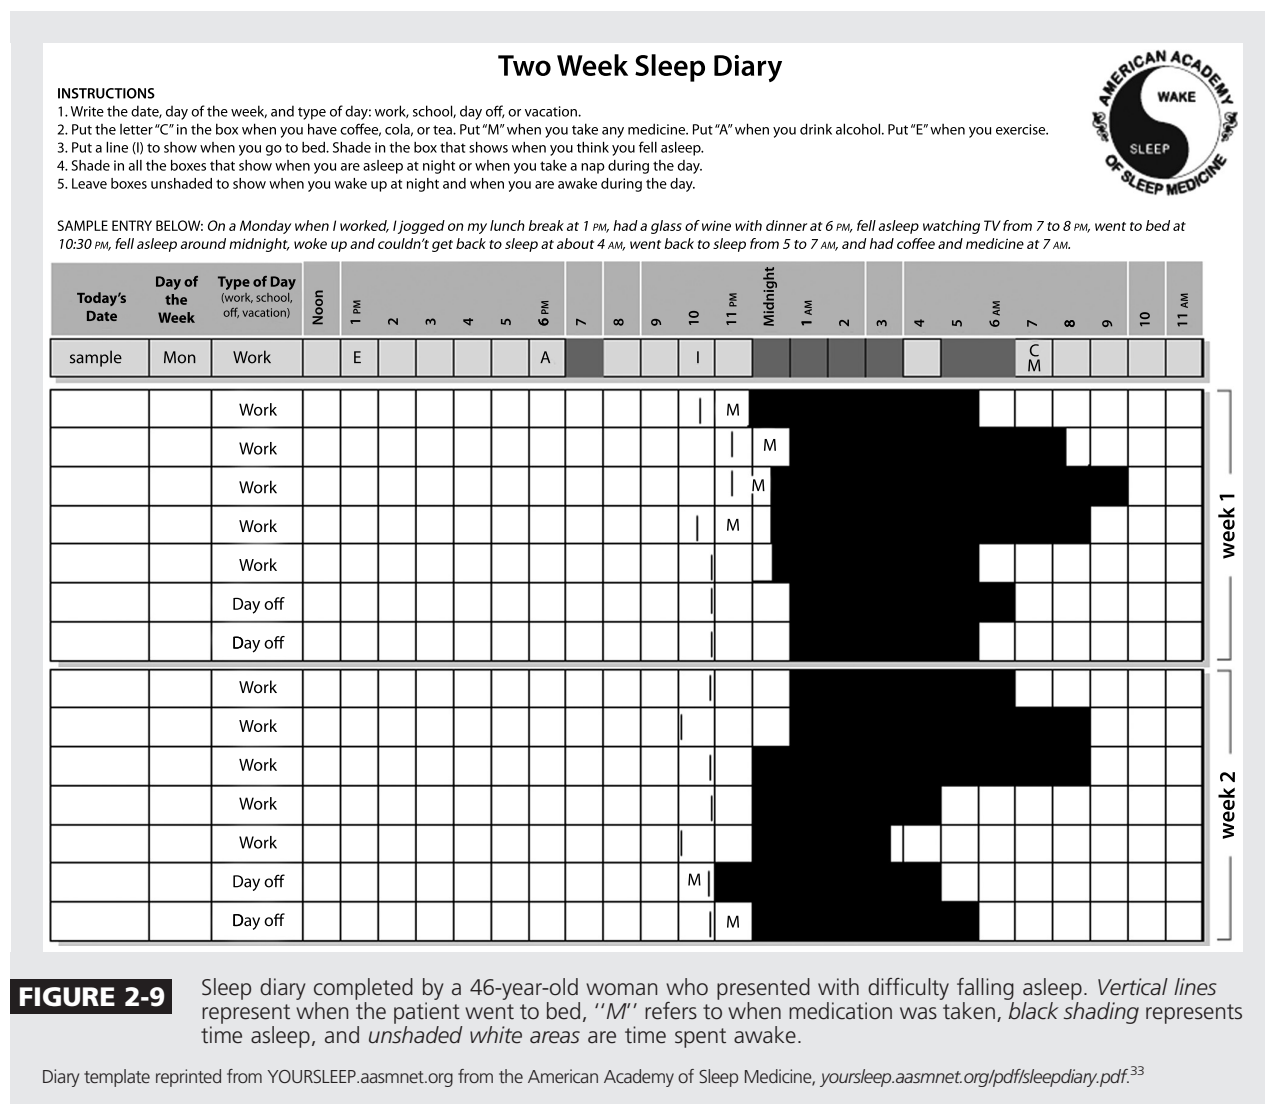 Two Week Sleep Diary
AMERICAN ACADEMY
OF SLEEP MEDICINE
WAKE
SLEEP
INSTRUCTIONS
1. Write the date, day of the week, and type of day: work, school, day off, or vacation.
2. Put the letter "C" in the box when you have coffee, cola, or tea. Put "M" when you take any medicine. Put "A" when you drink alcohol. Put "E" when you exercise.
3. Put a line (I) to show when you go to bed. Shade in the box that shows when you think you fell asleep.
4. Shade in all the boxes that show when you are asleep at night or when you take a nap during the day.
5. Leave boxes unshaded to show when you wake up at night and when you are awake during the day.
SAMPLE ENTRY BELOW: On a Monday when I worked, I jogged on my lunch break at 1 PM, had a glass of wine with dinner at 6 PM, fell asleep watching TV from 7 to 8 PM, went to bed at
10:30 PM, fell asleep around midnight, woke up and couldn't get back to sleep at about 4 AM, went back to sleep from 5 to 7 AM, and had coffee and medicine at 7 AM.
Today's Date Day of the Week Type of Day (work, school, off, vacation) Noon 1 PM 2 3 4 5 6 PM 7 8 9 10 11 PM Midnight 1 AM 2 3 4 5 6 AM 7 8 9 10 11 AM
sample Mon Work E A I C M
Work M
Work M
Work M
Work M
Work
Day off
Day off
week 1
Work
Work
Work
Work
Work
Day off M
Day off M
week 2
FIGURE 2-9 Sleep diary completed by a 46-year-old woman who presented with difficulty falling asleep. Vertical lines
represent when the patient went to bed, ''M'' refers to when medication was taken, black shading represents
time asleep, and unshaded white areas are time spent awake.
Diary template reprinted from YOURSLEEP.aasmnet.org from the American Academy of Sleep Medicine, yoursleep.aasmnet.org/pdf/sleepdiary.pdf.33